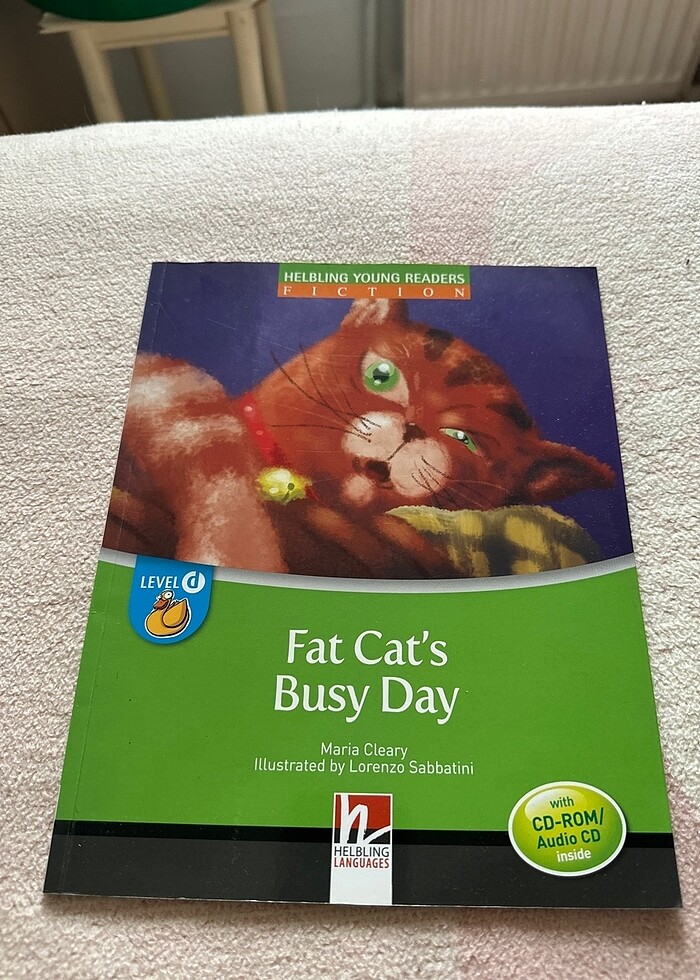 HELBLING YOUNG READERS
FICTION
LEVEL d
Fat Cat's
Busy Day
Maria Cleary
Illustrated by Lorenzo Sabbatini
with
CD-ROM/
Audio CD
inside
h
HELBLING
LANGUAGES